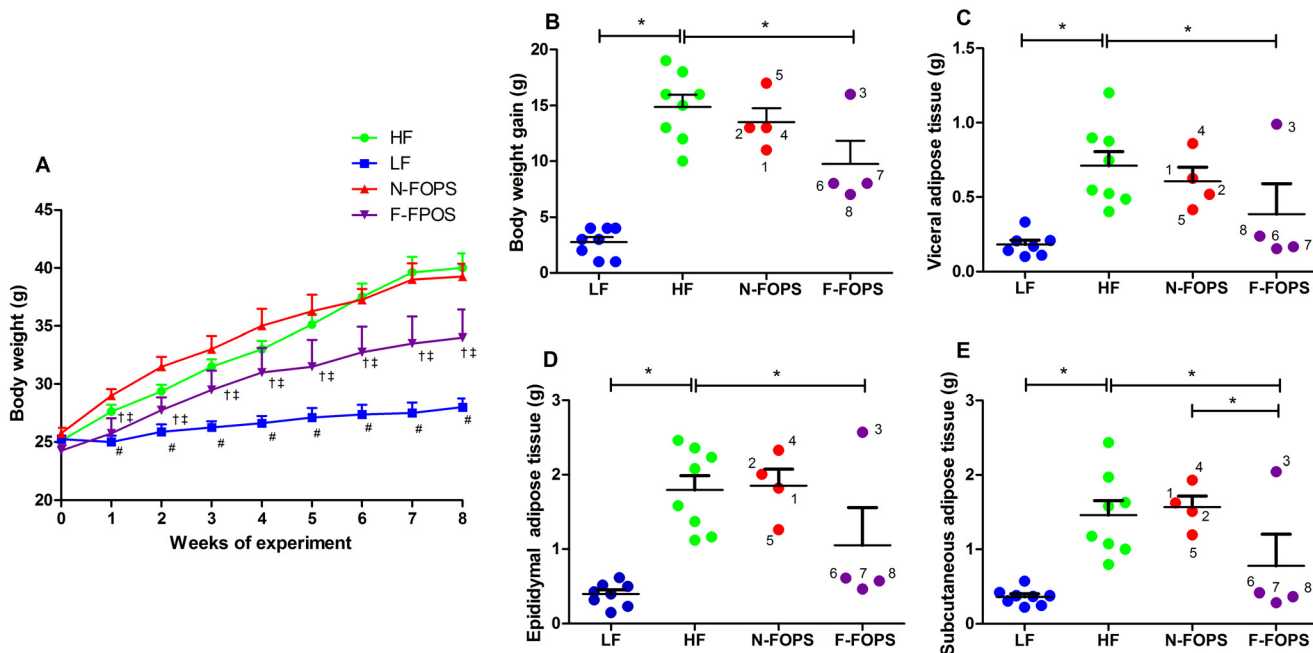 A
HF
LF
N-FOPS
F-FPOS
Body weight (g)
45
40
35
30
25
20
†‡ †‡ †‡ †‡ †‡ †‡ †‡ †‡
# # # # # # # #
0 1 2 3 4 5 6 7 8
Weeks of experiment
B
* *
Body weight gain (g)
20
15
10
5
0
5
2 4
1
3
6 7
8
LF HF N-FOPS F-FOPS
C
* *
Viceral adipose tissue (g)
1.5
1.0
0.5
0.0
4
1 2
5
3
8 6 7
LF HF N-FOPS F-FOPS
D
* *
Epididymal adipose tissue (g)
3
2
1
0
4
2
1
5
3
6 7 8
LF HF N-FOPS F-FOPS
E
* *
*
Subcutaneous adipose tissue (g)
3
2
1
0
4
1
2
5
3
6 7 8
LF HF N-FOPS F-FOPS